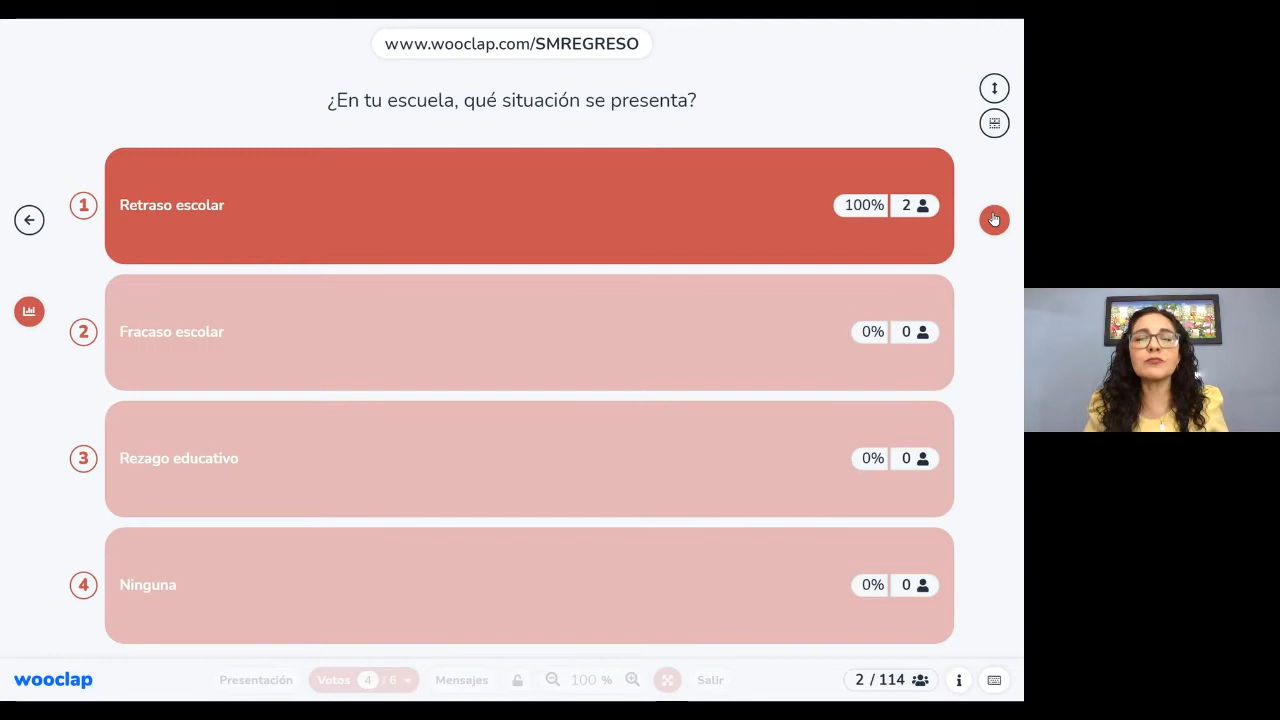 www.wooclap.com/SMREGRESO
¿En tu escuela, qué situación se presenta?
1 Retraso escolar 100% 2
2 Fracaso escolar 0% 0
3 Rezago educativo 0% 0
4 Ninguna 0% 0
wooclap Presentación Votos 4 / 6 Mensajes 100 % Salir 2 / 114